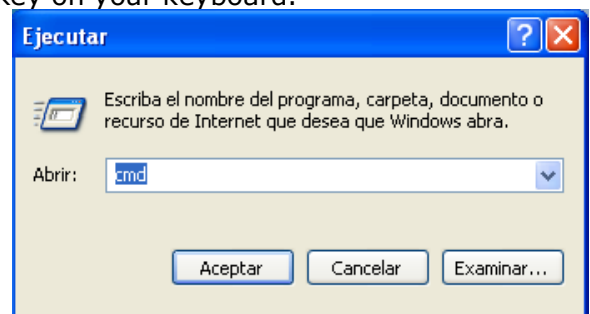 key on your keyboard.
Ejecutar
Escriba el nombre del programa, carpeta, documento o
recurso de Internet que desea que Windows abra.
Abrir: cmd
Aceptar Cancelar Examinar...